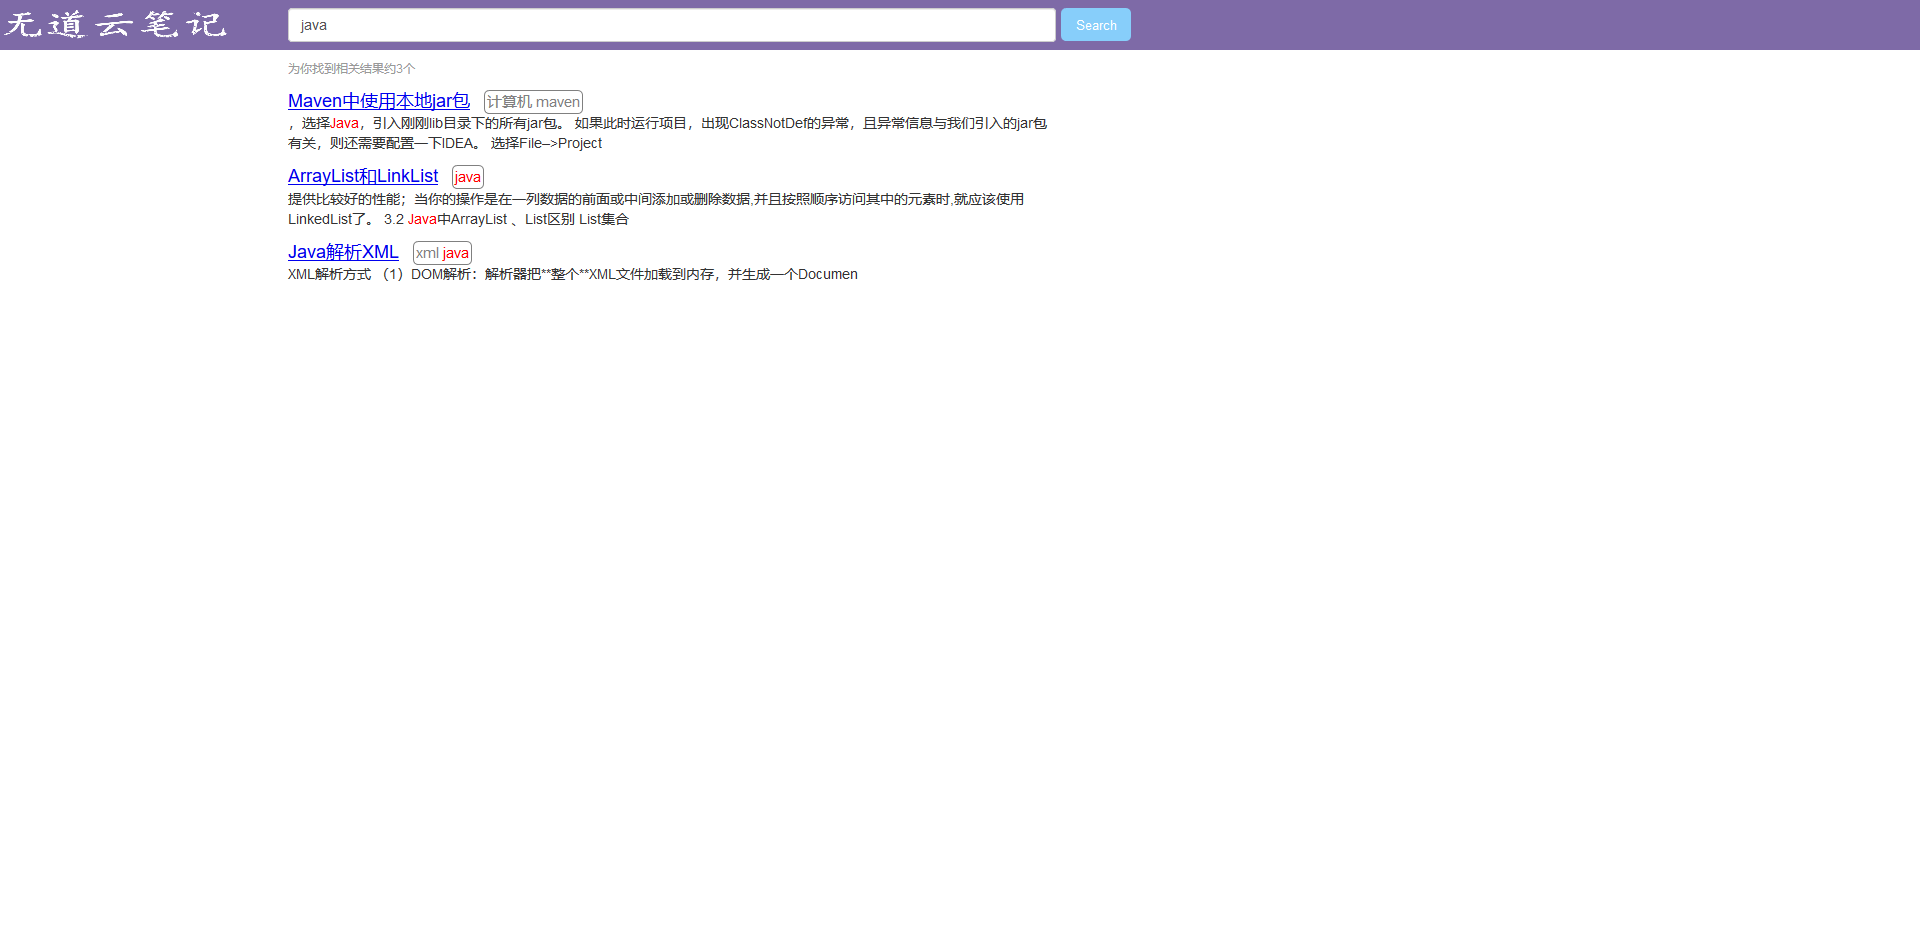 无道云笔记
java
Search
为你找到相关结果约3个
Maven中使用本地jar包 计算机 maven
，选择Java，引入刚刚lib目录下的所有jar包。 如果此时运行项目，出现ClassNotDef的异常，且异常信息与我们引入的jar包
有关，则还需要配置一下IDEA。 选择File–>Project
ArrayList和LinkList java
提供比较好的性能；当你的操作是在一列数据的前面或中间添加或删除数据,并且按照顺序访问其中的元素时,就应该使用
LinkedList了。 3.2 Java中ArrayList 、List区别 List集合
Java解析XML xml java
XML解析方式 （1）DOM解析：解析器把**整个**XML文件加载到内存，并生成一个Documen